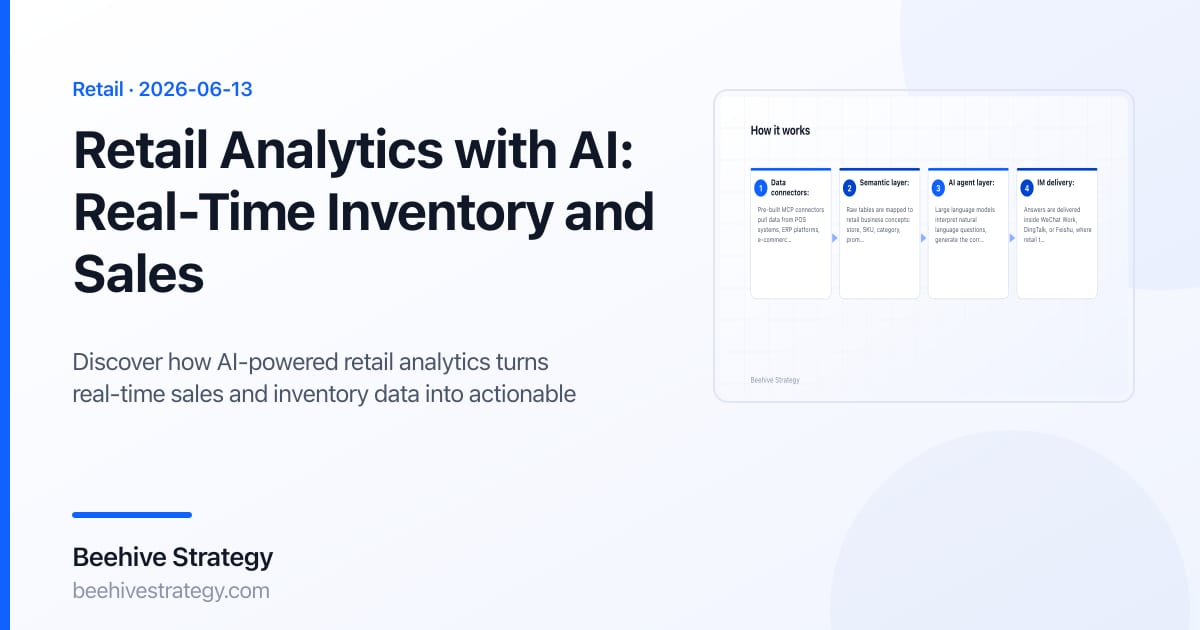 Retail · 2026-06-13
Retail Analytics with AI:
Real-Time Inventory and
Sales
Discover how AI-powered retail analytics turns
real-time sales and inventory data into actionable
Beehive Strategy
beehivestrategy.com
How it works
1
Data
connectors:
Pre-built MCP connectors
pull data from POS
systems, ERP platforms,
e-commerc...
2
Semantic layer:
Raw tables are mapped to
retail business concepts:
store, SKU, category,
prom...
3
AI agent layer:
Large language models
interpret natural
language questions,
generate the corr...
4
IM delivery:
Answers are delivered
inside WeChat Work,
DingTalk, or Feishu, where
retail t...
Beehive Strategy